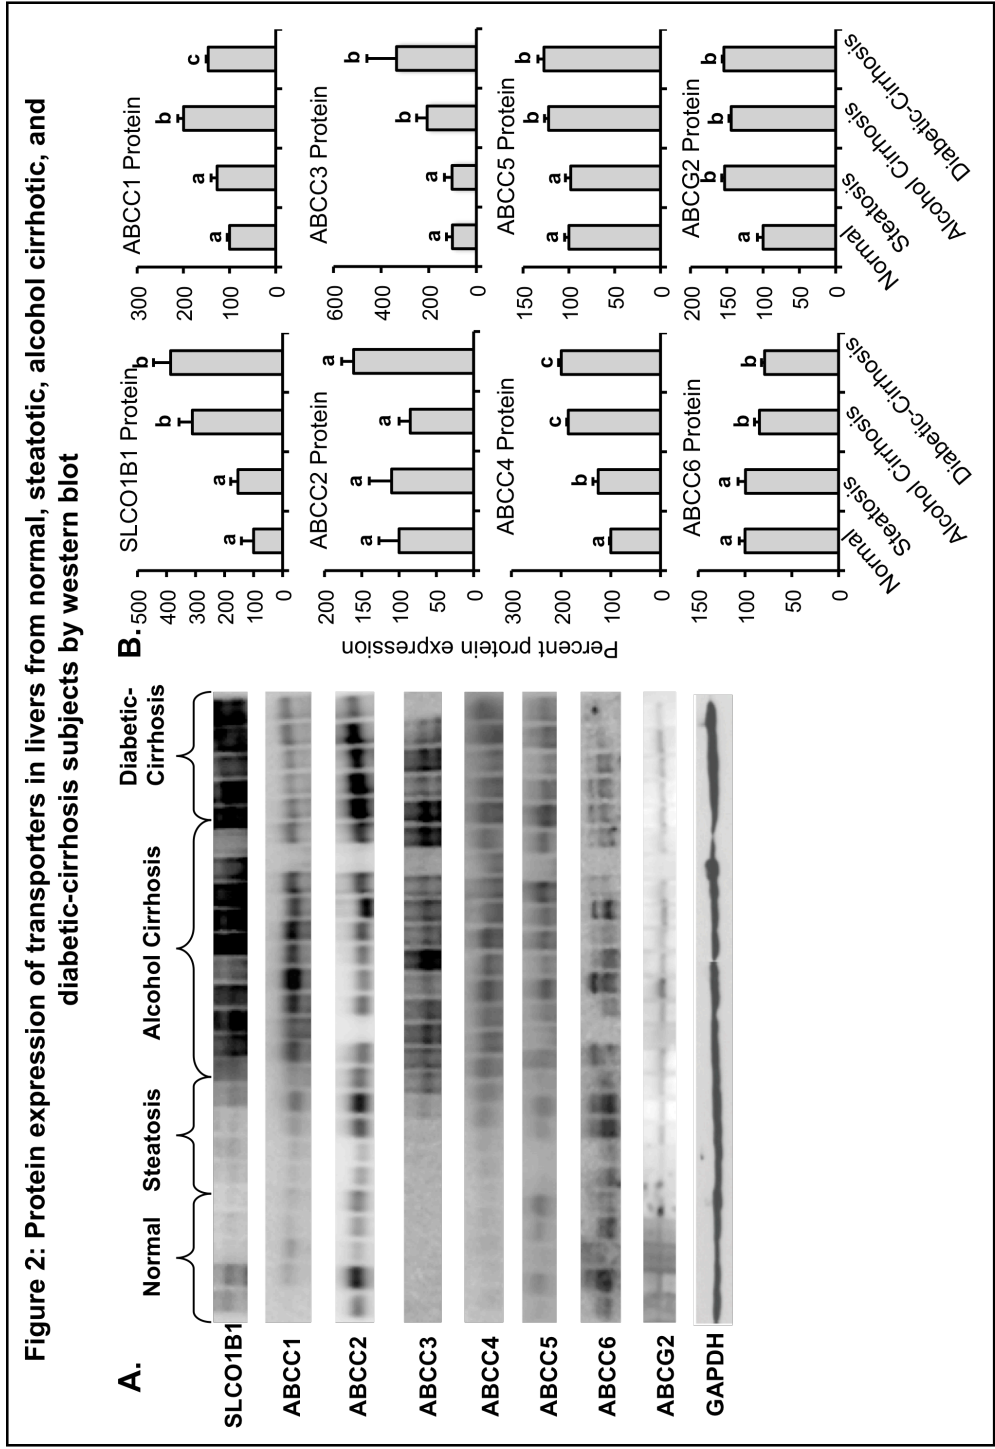 Figure 2: Protein expression of transporters in livers from normal, steatotic, alcohol cirrhotic, and
diabetic-cirrhosis subjects by western blot
A.
Normal
Steatosis
Alcohol Cirrhosis
Diabetic-
Cirrhosis
SLCO1B1
ABCC1
ABCC2
ABCC3
ABCC4
ABCC5
ABCC6
ABCG2
GAPDH
B.
Percent protein expression
SLCO1B1 Protein
500
400
300
200
100
0
a
a
b
b
ABCC1 Protein
300
200
100
0
a
a
b
c
ABCC2 Protein
200
150
100
50
0
a
a
a
a
ABCC3 Protein
600
400
200
0
a
a
b
b
ABCC4 Protein
300
200
100
0
a
b
c
c
ABCC5 Protein
150
100
50
0
a
a
b
b
ABCC6 Protein
150
100
50
0
a
a
b
b
Normal
Steatosis
Alcohol Cirrhosis
Diabetic-Cirrhosis
ABCG2 Protein
200
150
100
50
0
a
b
b
b
Normal
Steatosis
Alcohol Cirrhosis
Diabetic-Cirrhosis